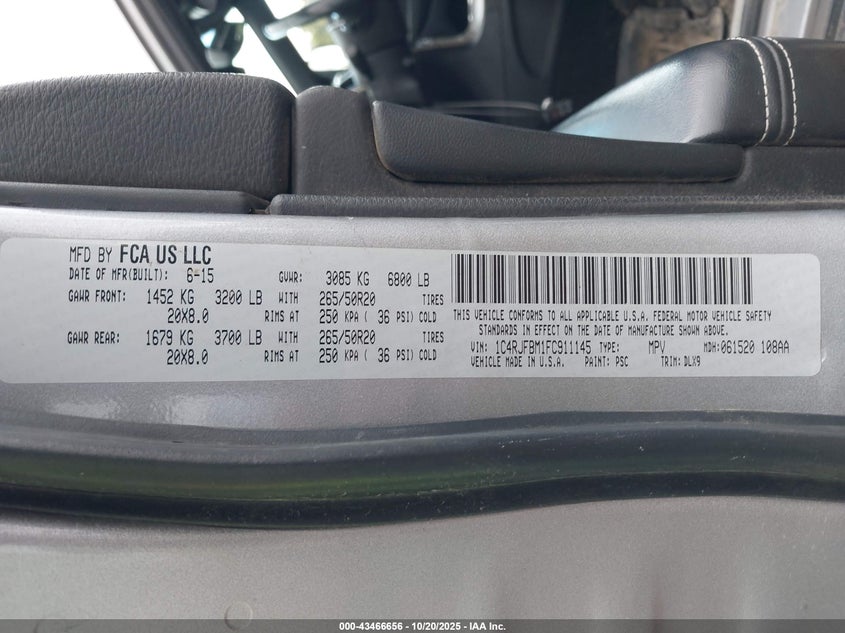 MFD BY FCA US LLC
DATE OF MFR(BUILT): 6-15 GVWR: 3085 KG 6800 LB
GAWR FRONT: 1452 KG 3200 LB WITH 265/50R20 TIRES
20X8.0 RIMS AT 250 KPA ( 36 PSI) COLD
GAWR REAR: 1679 KG 3700 LB WITH 265/50R20 TIRES
20X8.0 RIMS AT 250 KPA ( 36 PSI) COLD
THIS VEHICLE CONFORMS TO ALL APPLICABLE U.S.A. FEDERAL MOTOR VEHICLE SAFETY
STANDARDS IN EFFECT ON THE DATE OF MANUFACTURE SHOWN ABOVE.
VIN: 1C4RJFBM1FC911145 TYPE: MPV MDH: 061520 108AA
VEHICLE MADE IN U.S.A. PAINT: PSC TRIM: DLX9
000-43466656 - 10/20/2025 - IAA Inc.